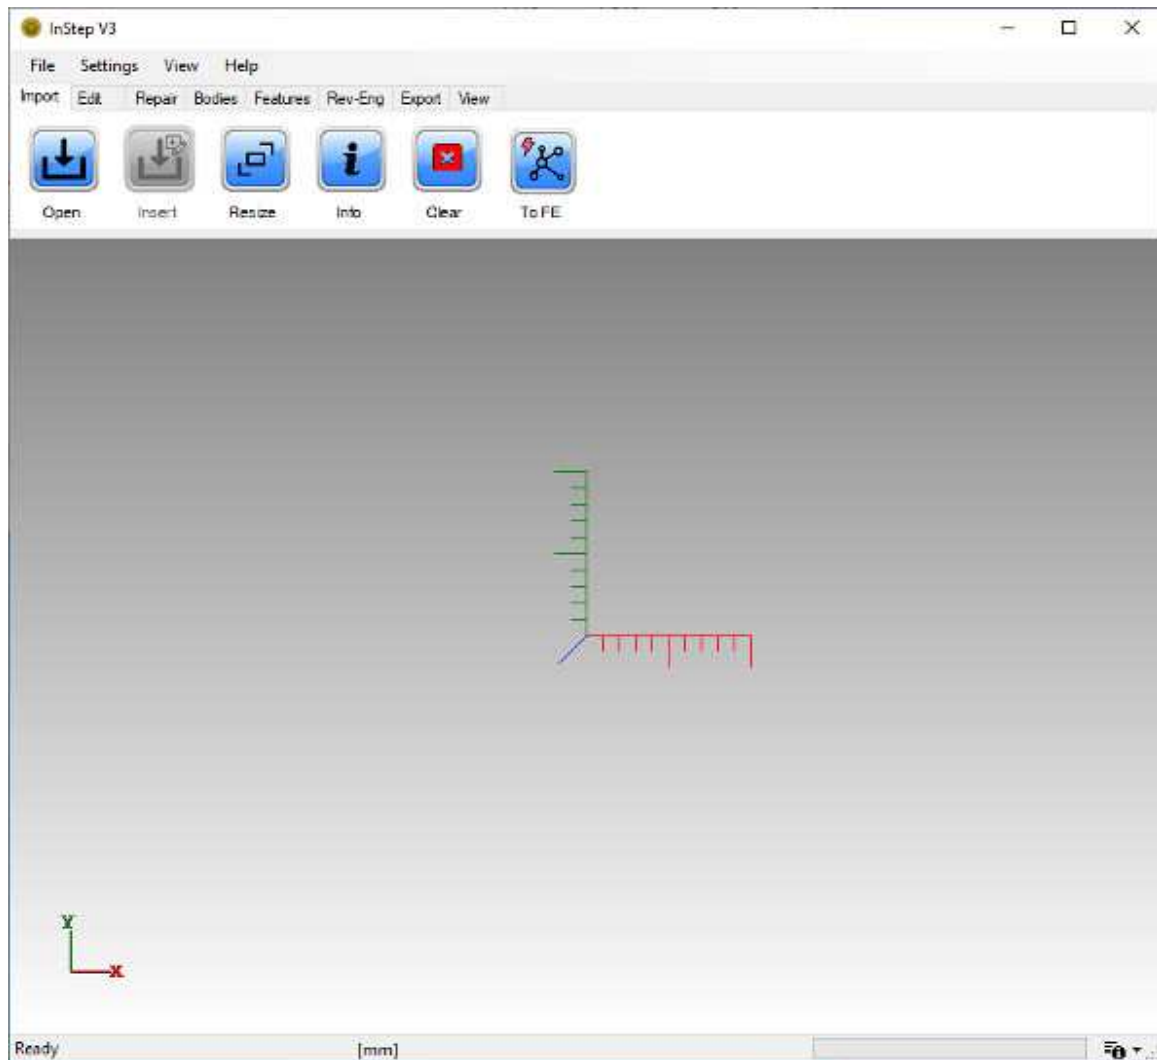 InStep V3
File Settings View Help
Import Edit Repair Bodies Features Rev-Eng Export View
Open Insert Resize Info Clear To FE
y
x
Ready [mm]